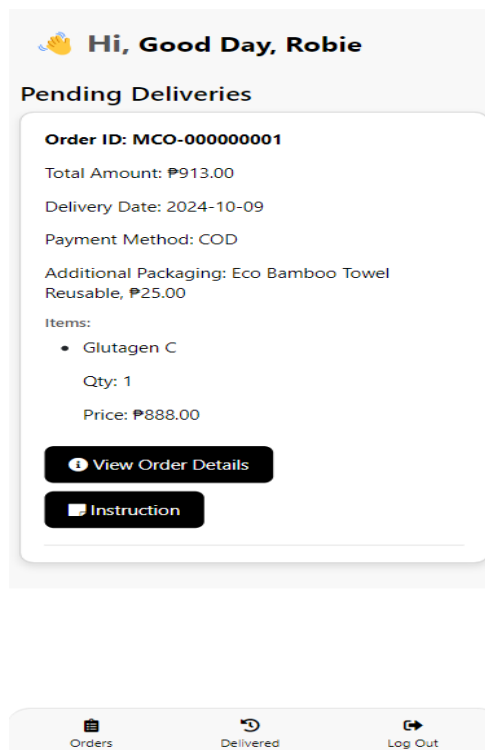 Hi, Good Day, Robie
Pending Deliveries
Order ID: MCO-000000001
Total Amount: ₱913.00
Delivery Date: 2024-10-09
Payment Method: COD
Additional Packaging: Eco Bamboo Towel
Reusable, ₱25.00
Items:
• Glutagen C
Qty: 1
Price: ₱888.00
View Order Details
Instruction
Orders Delivered Log Out